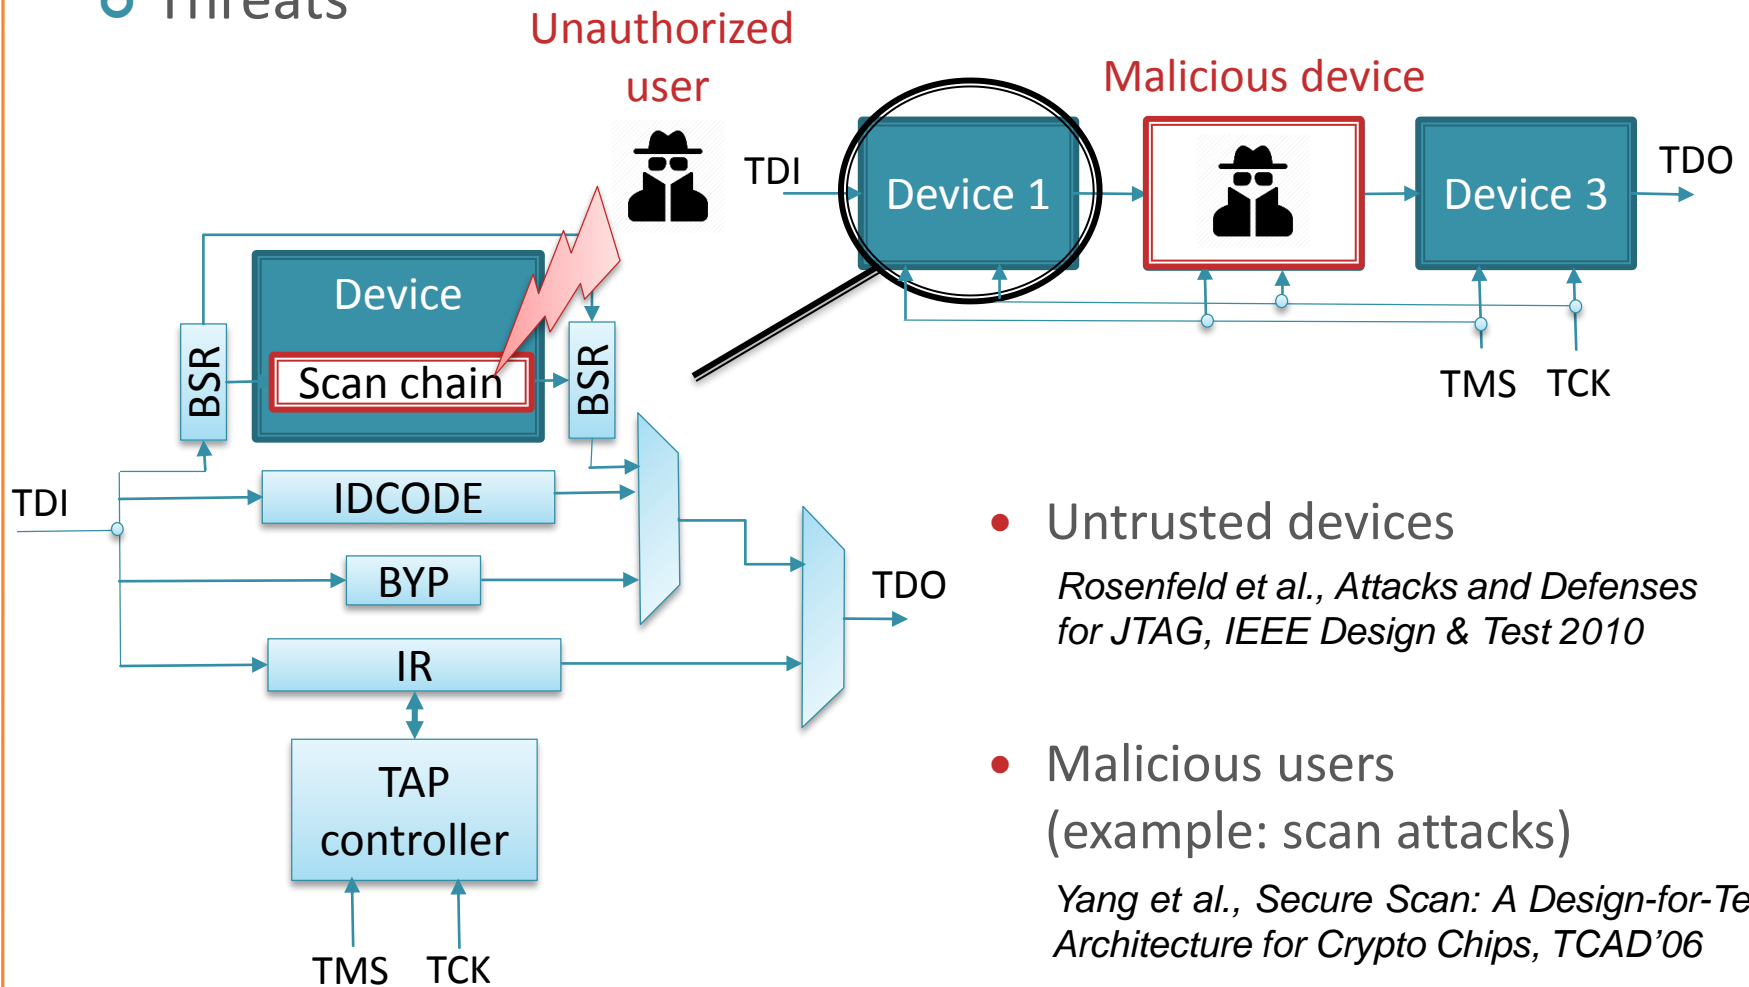 Threats
Unauthorized
user
Malicious device
TDI
Device 1
Device 3
TDO
TMS TCK
Device
Scan chain
BSR
BSR
TDI
IDCODE
BYP
IR
TDO
TAP
controller
TMS TCK
• Untrusted devices
Rosenfeld et al., Attacks and Defenses
for JTAG, IEEE Design & Test 2010
• Malicious users
(example: scan attacks)
Yang et al., Secure Scan: A Design-for-Te
Architecture for Crypto Chips, TCAD’06